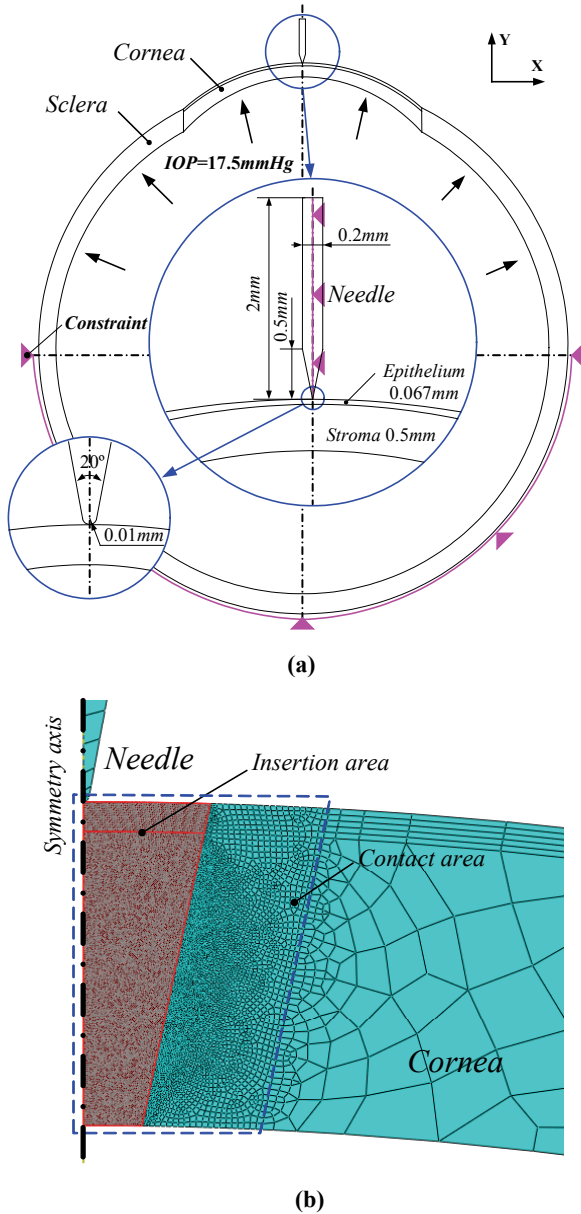 Y
X
Cornea
Sclera
IOP=17.5mmHg
0.2mm
2mm
Needle
0.5mm
Constraint
Epithelium
0.067mm
Stroma 0.5mm
20º
0.01mm
(a)
Symmetry axis
Needle
Insertion area
Contact area
Cornea
(b)